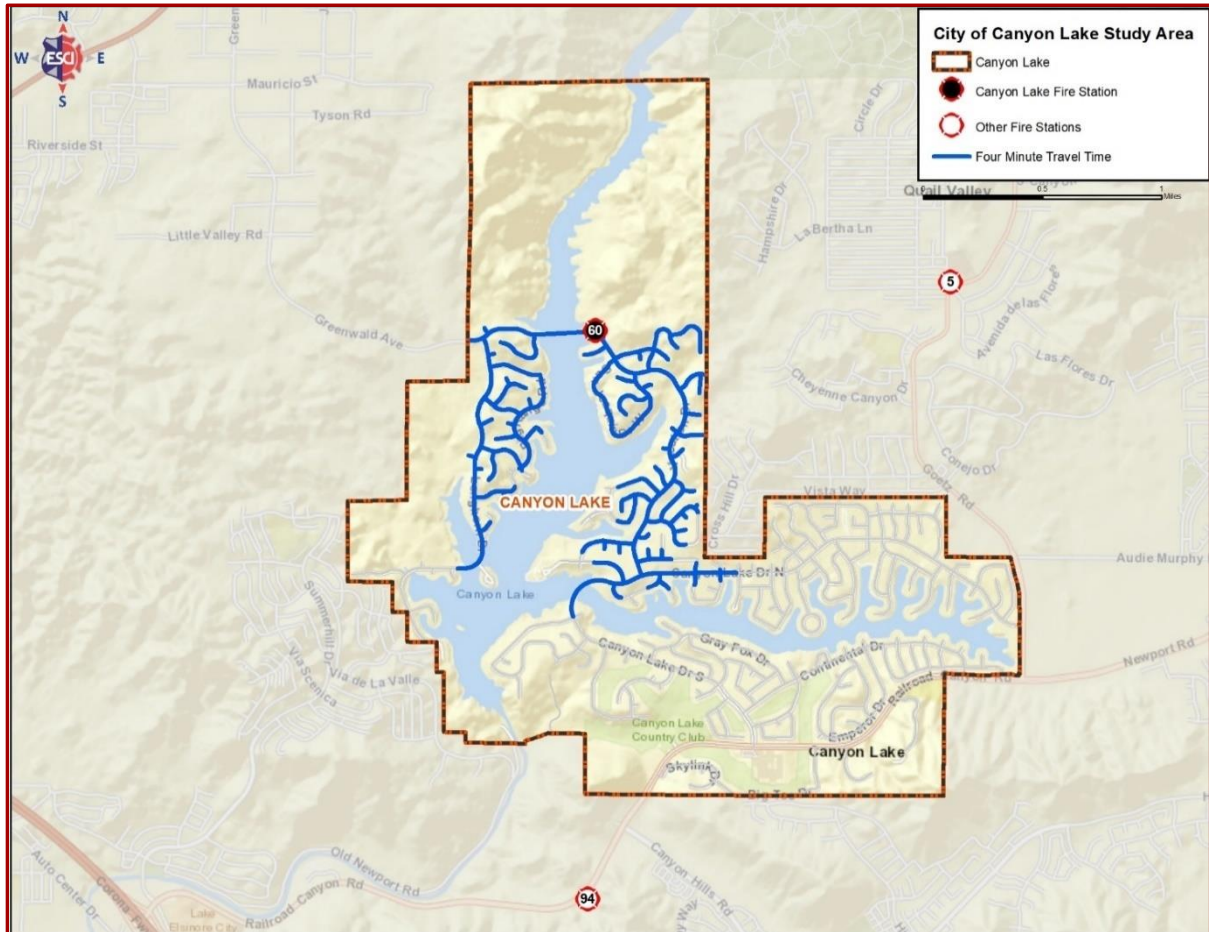 N
W ESCI E
S
City of Canyon Lake Study Area
Canyon Lake
Canyon Lake Fire Station
Other Fire Stations
Four Minute Travel Time
0.5
1
Miles
Mauricio St
Tyson Rd
Riverside St
Circle Dr
Quail Valley
Hampshire Dr
La Bertha Ln
Little Valley Rd
5
Avenida de las Flores
Greenwald Ave
60
Las Flores Dr
Cheyenne Canyon Dr
Conejo Dr
Goetz Rd
Vista Way
Cross Hill Dr
CANYON LAKE
Audie Murphy
Canyon Lake Dr N
Canyon Lake
Summerhill Dr
Via Scenica
Via de La Valle
Gray Fox Dr
Canyon Lake Dr S
Continental Dr
Newport Rd
Railroad
Emperor Dr
Canyon Lake
Country Club
Canyon Lake
Old Newport Rd
Railroad Canyon Rd
Canyon Hills Rd
94
Auto Center Dr
Lake
Elsinore City